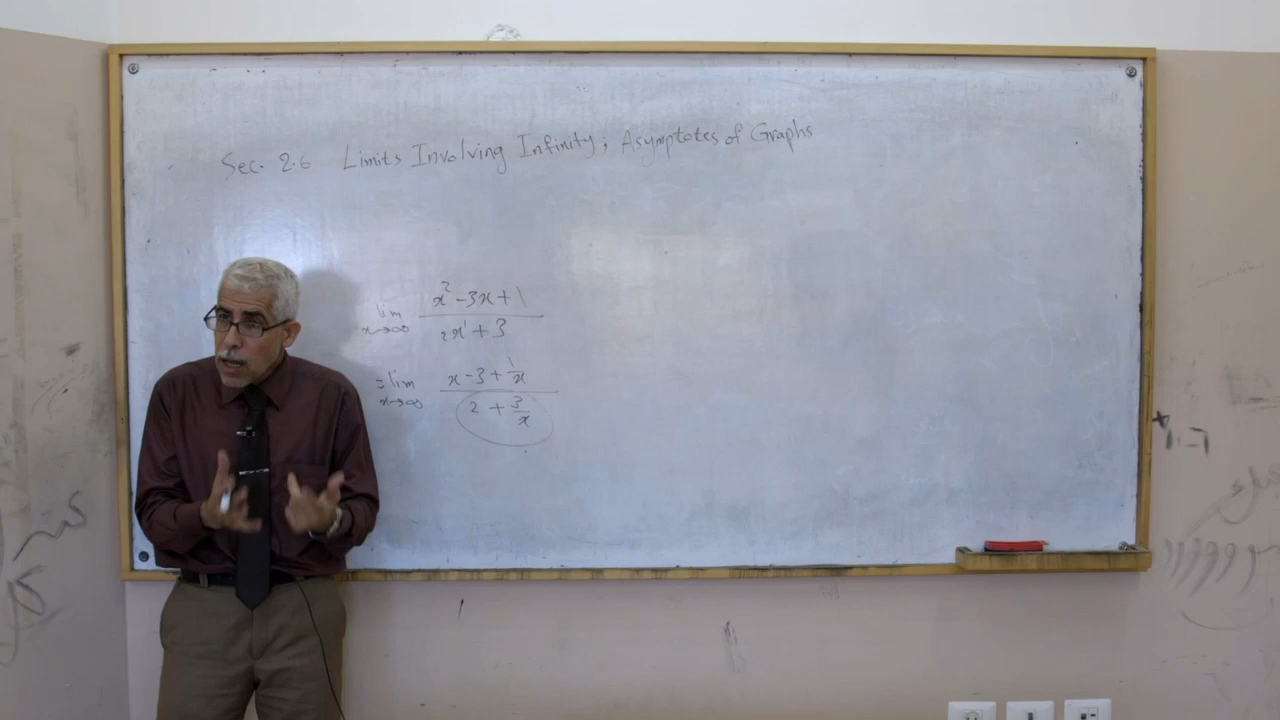 Sec. 2.6 Limits Involving Infinity; Asymptotes of Graphs
lim x→∞ (x² - 3x + 1) / (2x¹ + 3)
= lim x→∞ (x - 3 + 1/x) / (2 + 3/x)